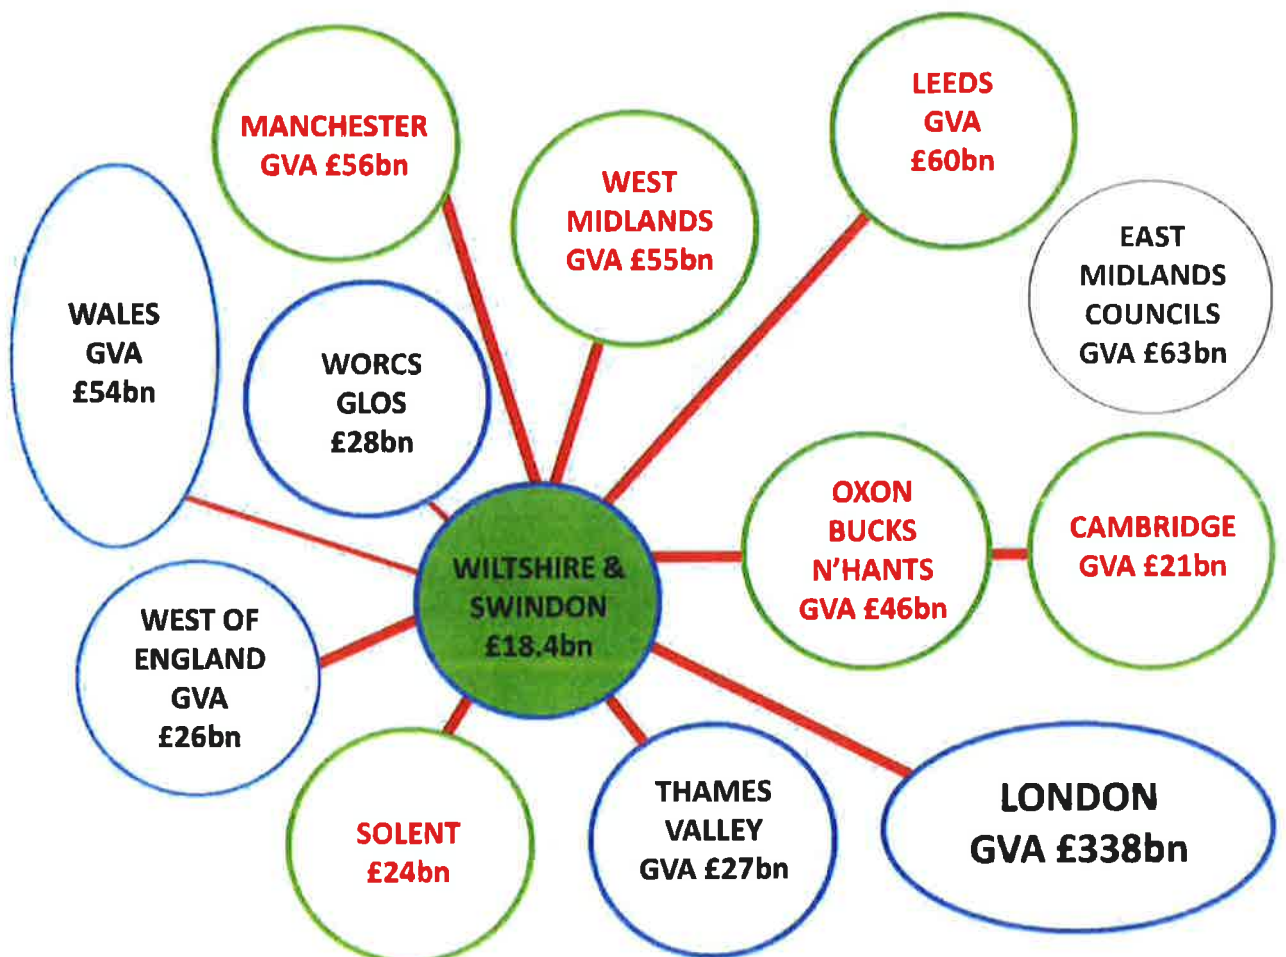 MANCHESTER
GVA £56bn
WEST
MIDLANDS
GVA £55bn
LEEDS
GVA
£60bn
EAST
MIDLANDS
COUNCILS
GVA £63bn
WALES
GVA
£54bn
WORCS
GLOS
£28bn
OXON
BUCKS
N'HANTS
GVA £46bn
CAMBRIDGE
GVA £21bn
WILTSHIRE &
SWINDON
£18.4bn
WEST OF
ENGLAND
GVA
£26bn
SOLENT
£24bn
THAMES
VALLEY
GVA £27bn
LONDON
GVA £338bn